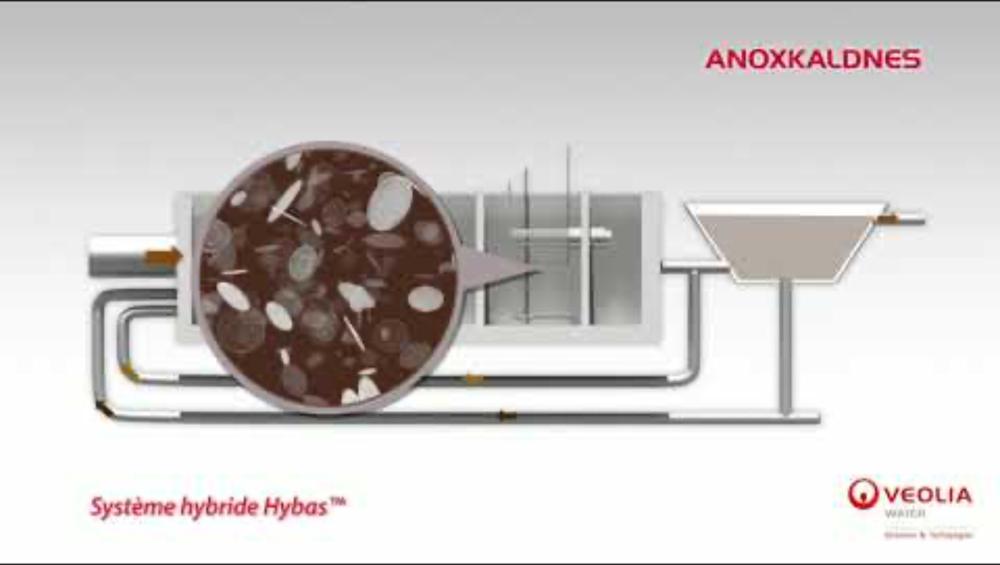 ANOXKALDNES
Système hybride Hybas™
VEOLIA
WATER